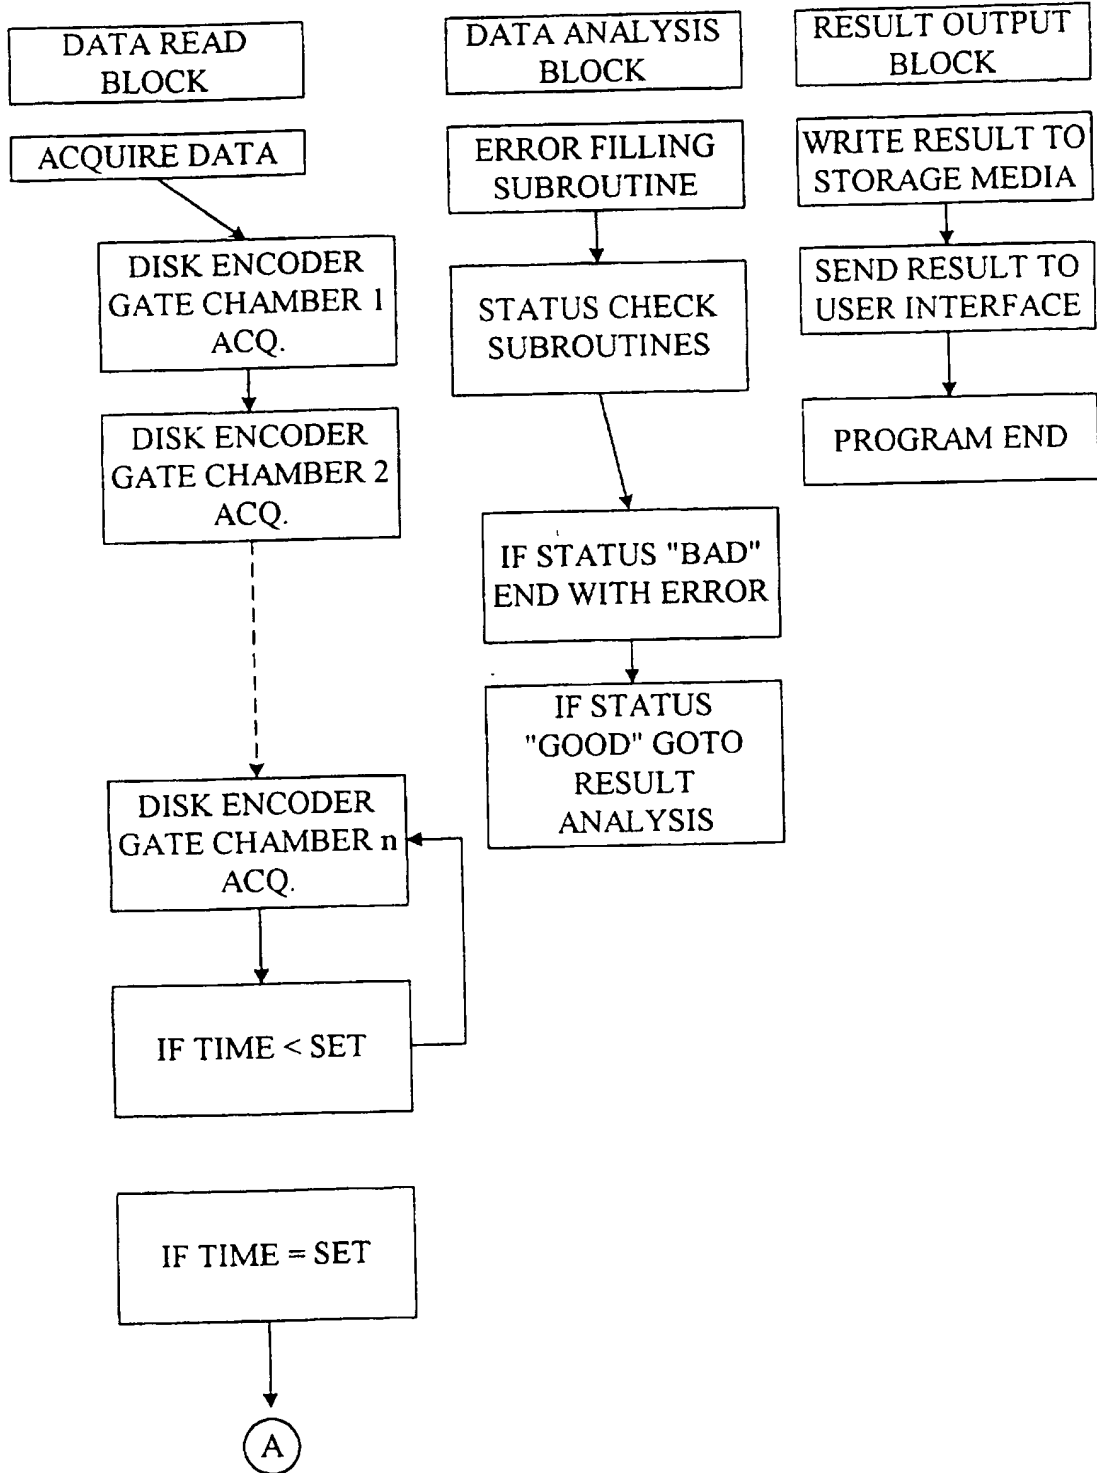 DATA READ
BLOCK
ACQUIRE DATA
DISK ENCODER
GATE CHAMBER 1
ACQ.
DISK ENCODER
GATE CHAMBER 2
ACQ.
DISK ENCODER
GATE CHAMBER n
ACQ.
IF TIME < SET
IF TIME = SET
A
DATA ANALYSIS
BLOCK
ERROR FILLING
SUBROUTINE
STATUS CHECK
SUBROUTINES
IF STATUS "BAD"
END WITH ERROR
IF STATUS
"GOOD" GOTO
RESULT
ANALYSIS
RESULT OUTPUT
BLOCK
WRITE RESULT TO
STORAGE MEDIA
SEND RESULT TO
USER INTERFACE
PROGRAM END